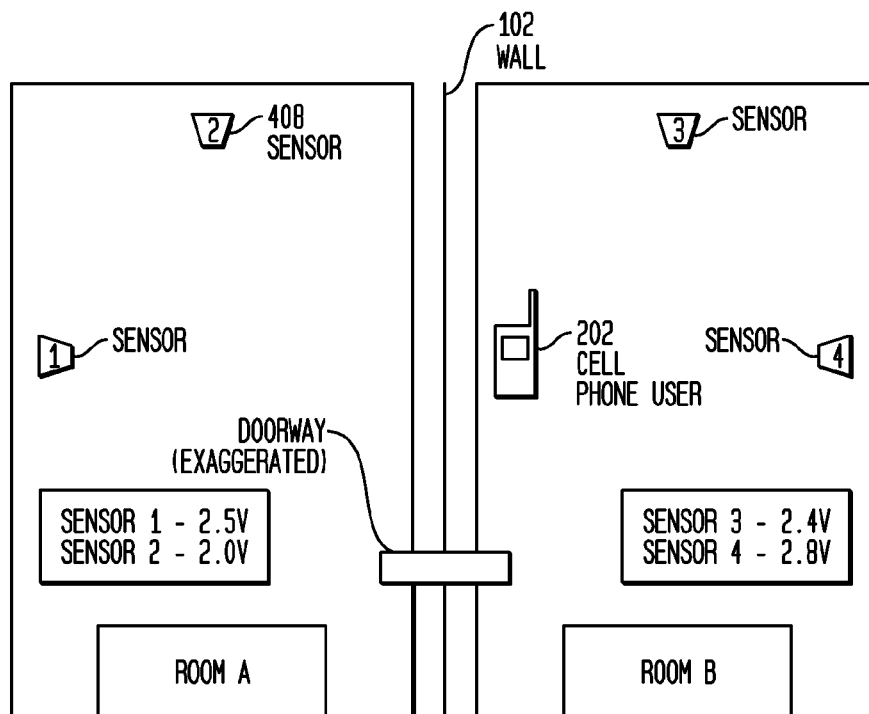 102
WALL
2
408
SENSOR
3
SENSOR
1
SENSOR
202
CELL
PHONE USER
SENSOR
4
DOORWAY
(EXAGGERATED)
SENSOR 1 - 2.5V
SENSOR 2 - 2.0V
SENSOR 3 - 2.4V
SENSOR 4 - 2.8V
ROOM A
ROOM B